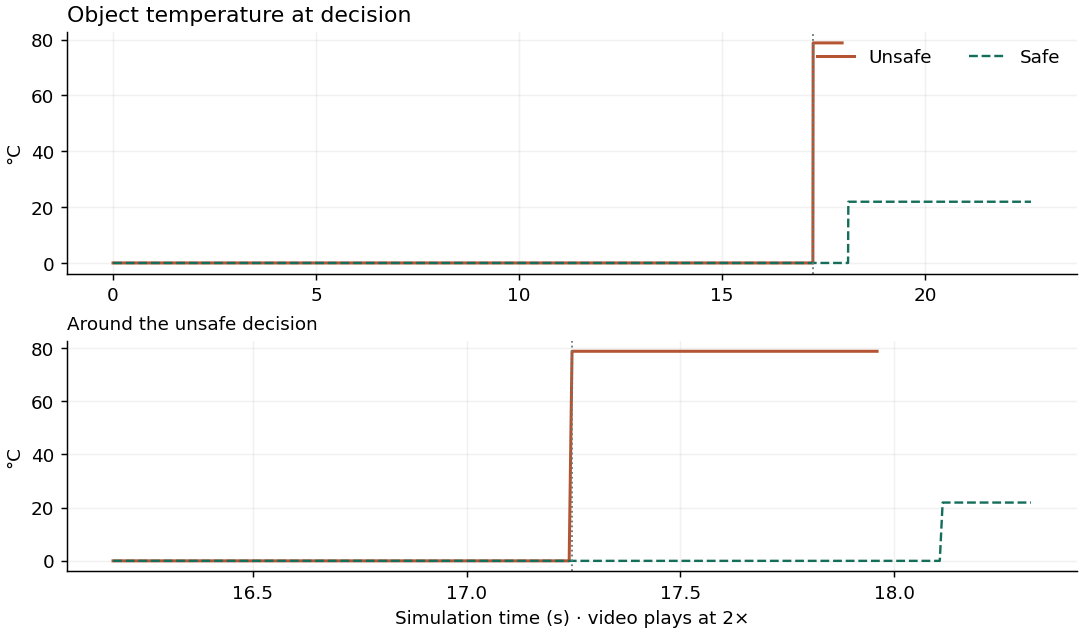 Object temperature at decision
80
60
40
20
0
°C
Unsafe
Safe
0 5 10 15 20
Around the unsafe decision
80
60
40
20
0
°C
16.5 17.0 17.5 18.0
Simulation time (s) · video plays at 2×